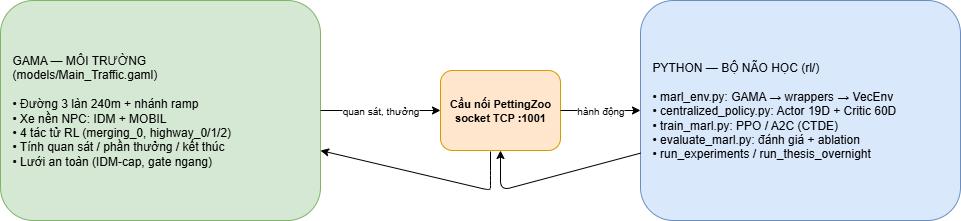 GAMA — MÔI TRƯỜNG
(models/Main_Traffic.gaml)
• Đường 3 làn 240m + nhánh ramp
• Xe nền NPC: IDM + MOBIL
• 4 tác tử RL (merging_0, highway_0/1/2)
• Tính quan sát / phần thưởng / kết thúc
• Lưới an toàn (IDM-cap, gate ngang)
quan sát, thưởng
Cầu nối PettingZoo
socket TCP :1001
hành động
PYTHON — BỘ NÃO HỌC (rl/)
• marl_env.py: GAMA → wrappers → VecEnv
• centralized_policy.py: Actor 19D + Critic 60D
• train_marl.py: PPO / A2C (CTDE)
• evaluate_marl.py: đánh giá + ablation
• run_experiments / run_thesis_overnight